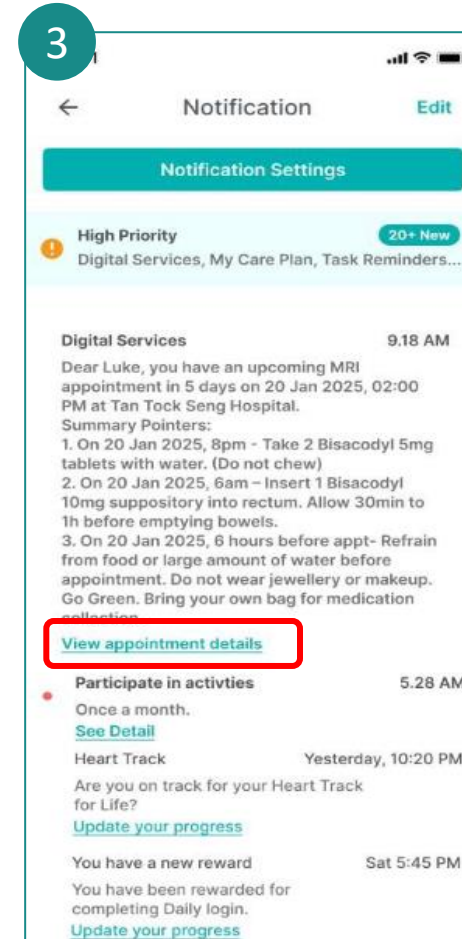 3
Notification
Edit
Notification Settings
High Priority
20+ New
Digital Services, My Care Plan, Task Reminders...
Digital Services
9.18 AM
Dear Luke, you have an upcoming MRI
appointment in 5 days on 20 Jan 2025, 02:00
PM at Tan Tock Seng Hospital.
Summary Pointers:
1. On 20 Jan 2025, 8pm - Take 2 Bisacodyl 5mg
tablets with water. (Do not chew)
2. On 20 Jan 2025, 6am – Insert 1 Bisacodyl
10mg suppository into rectum. Allow 30min to
1h before emptying bowels.
3. On 20 Jan 2025, 6 hours before appt- Refrain
from food or large amount of water before
appointment. Do not wear jewellery or makeup.
Go Green. Bring your own bag for medication
collection
View appointment details
Participate in activties
5.28 AM
Once a month.
See Detail
Heart Track
Yesterday, 10:20 PM
Are you on track for your Heart Track
for Life?
Update your progress
You have a new reward
Sat 5:45 PM
You have been rewarded for
completing Daily login.
Update your progress